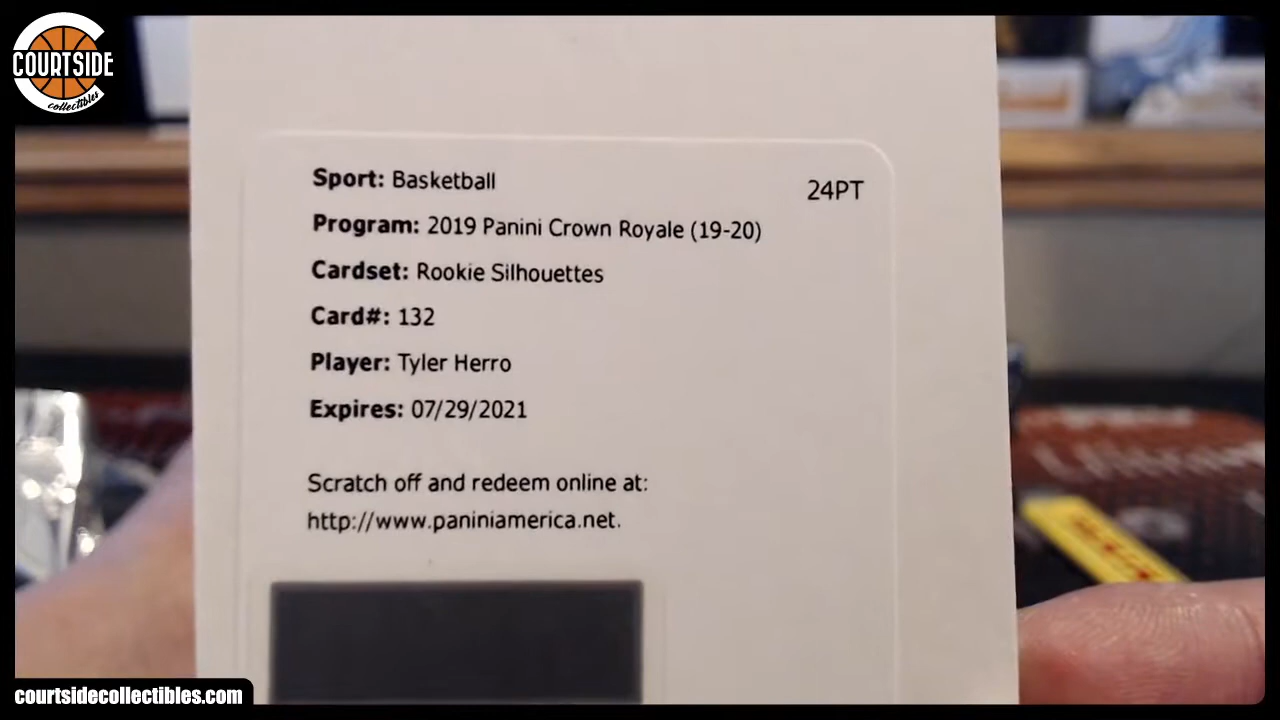 COURTSIDE
collectibles
Sport: Basketball
24PT
Program: 2019 Panini Crown Royale (19-20)
Cardset: Rookie Silhouettes
Card#: 132
Player: Tyler Herro
Expires: 07/29/2021
Scratch off and redeem online at:
http://www.paniniamerica.net.
courtsidecollectibles.com